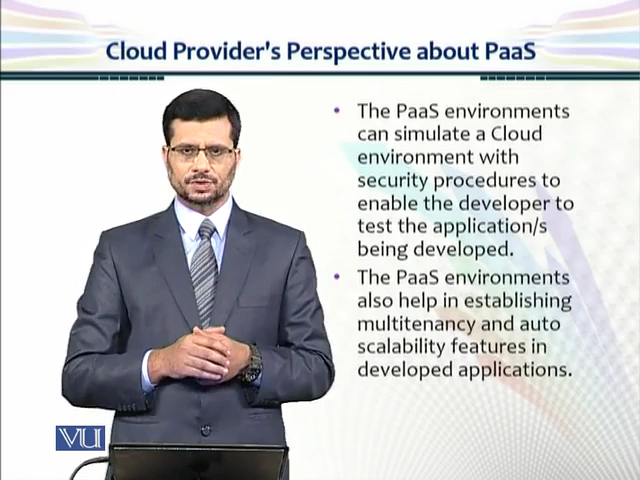 Cloud Provider's Perspective about PaaS
• The PaaS environments
can simulate a Cloud
environment with
security procedures to
enable the developer to
test the application/s
being developed.
• The PaaS environments
also help in establishing
multitenancy and auto
scalability features in
developed applications.
VU